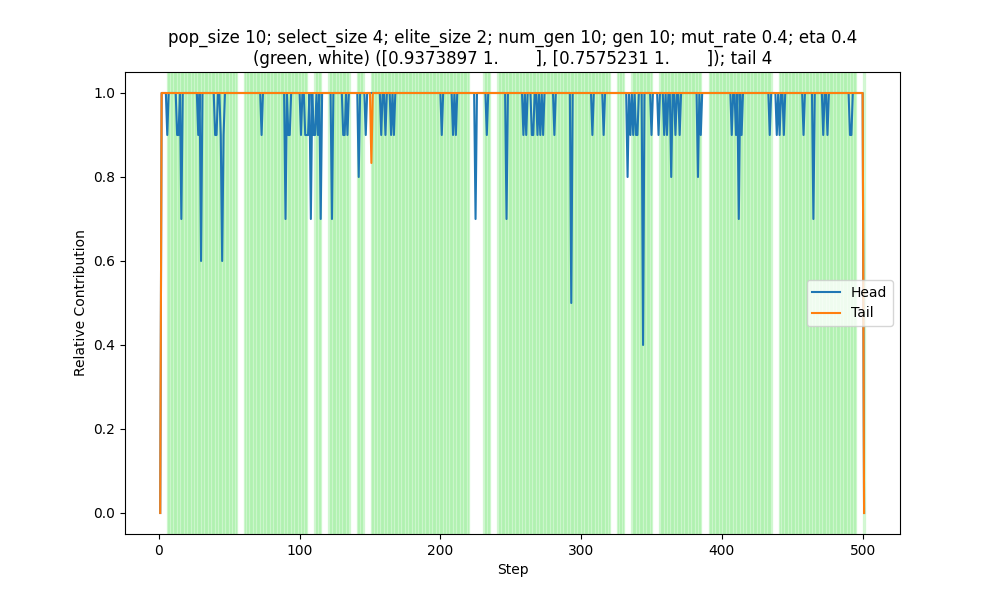 pop_size 10; select_size 4; elite_size 2; num_gen 10; gen 10; mut_rate 0.4; eta 0.4
(green, white) ([0.9373897 1.        ], [0.7575231 1.        ]); tail 4
1.0
0.8
0.6
0.4
0.2
0.0
Relative Contribution
Head
Tail
0 100 200 300 400 500
Step